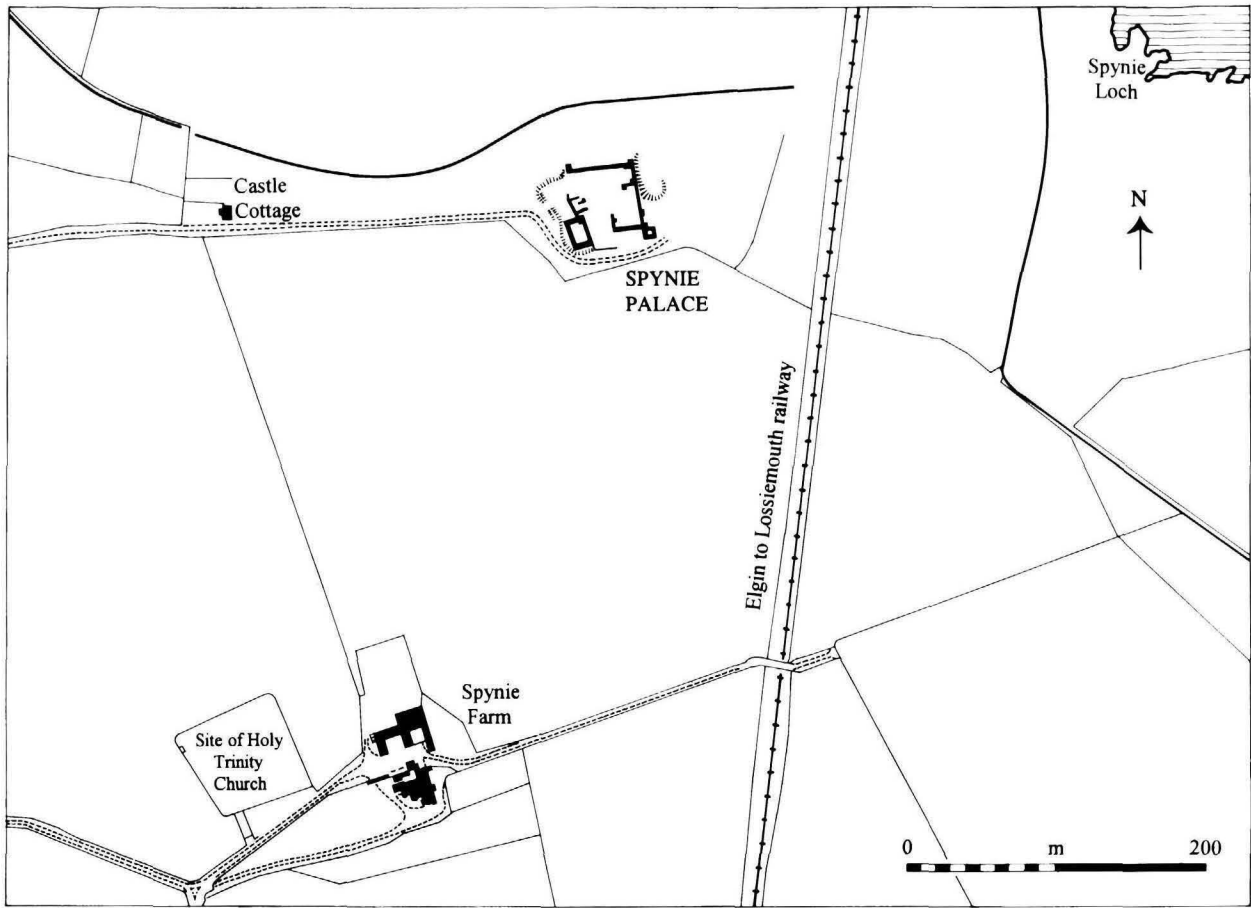 Spynie
Loch
N
Castle
Cottage
SPYNIE
PALACE
Elgin to Lossiemouth railway
Spynie
Farm
Site of Holy
Trinity
Church
0 m 200